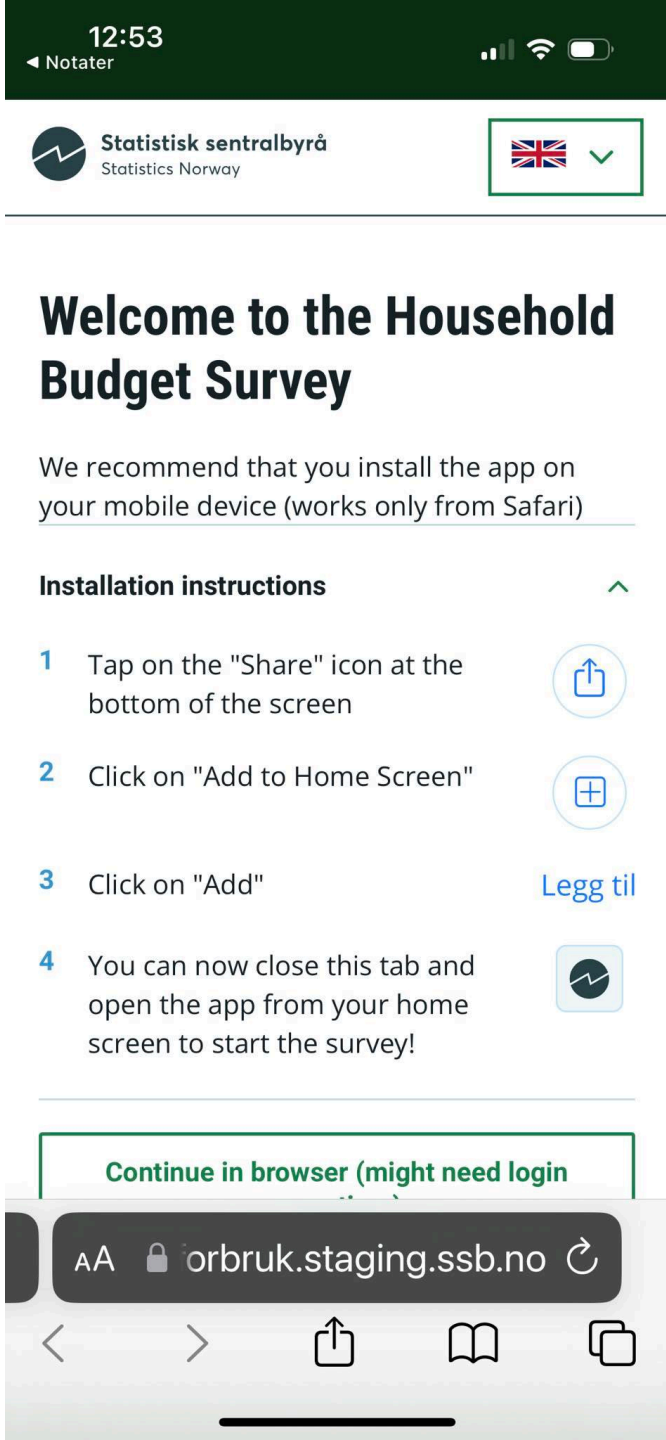 12:53
◀ Notater
Statistisk sentralbyrå
Statistics Norway
Welcome to the Household
Budget Survey
We recommend that you install the app on
your mobile device (works only from Safari)
Installation instructions
1 Tap on the "Share" icon at the
bottom of the screen
2 Click on "Add to Home Screen"
3 Click on "Add" Legg til
4 You can now close this tab and
open the app from your home
screen to start the survey!
Continue in browser (might need login
AA orbruk.staging.ssb.no